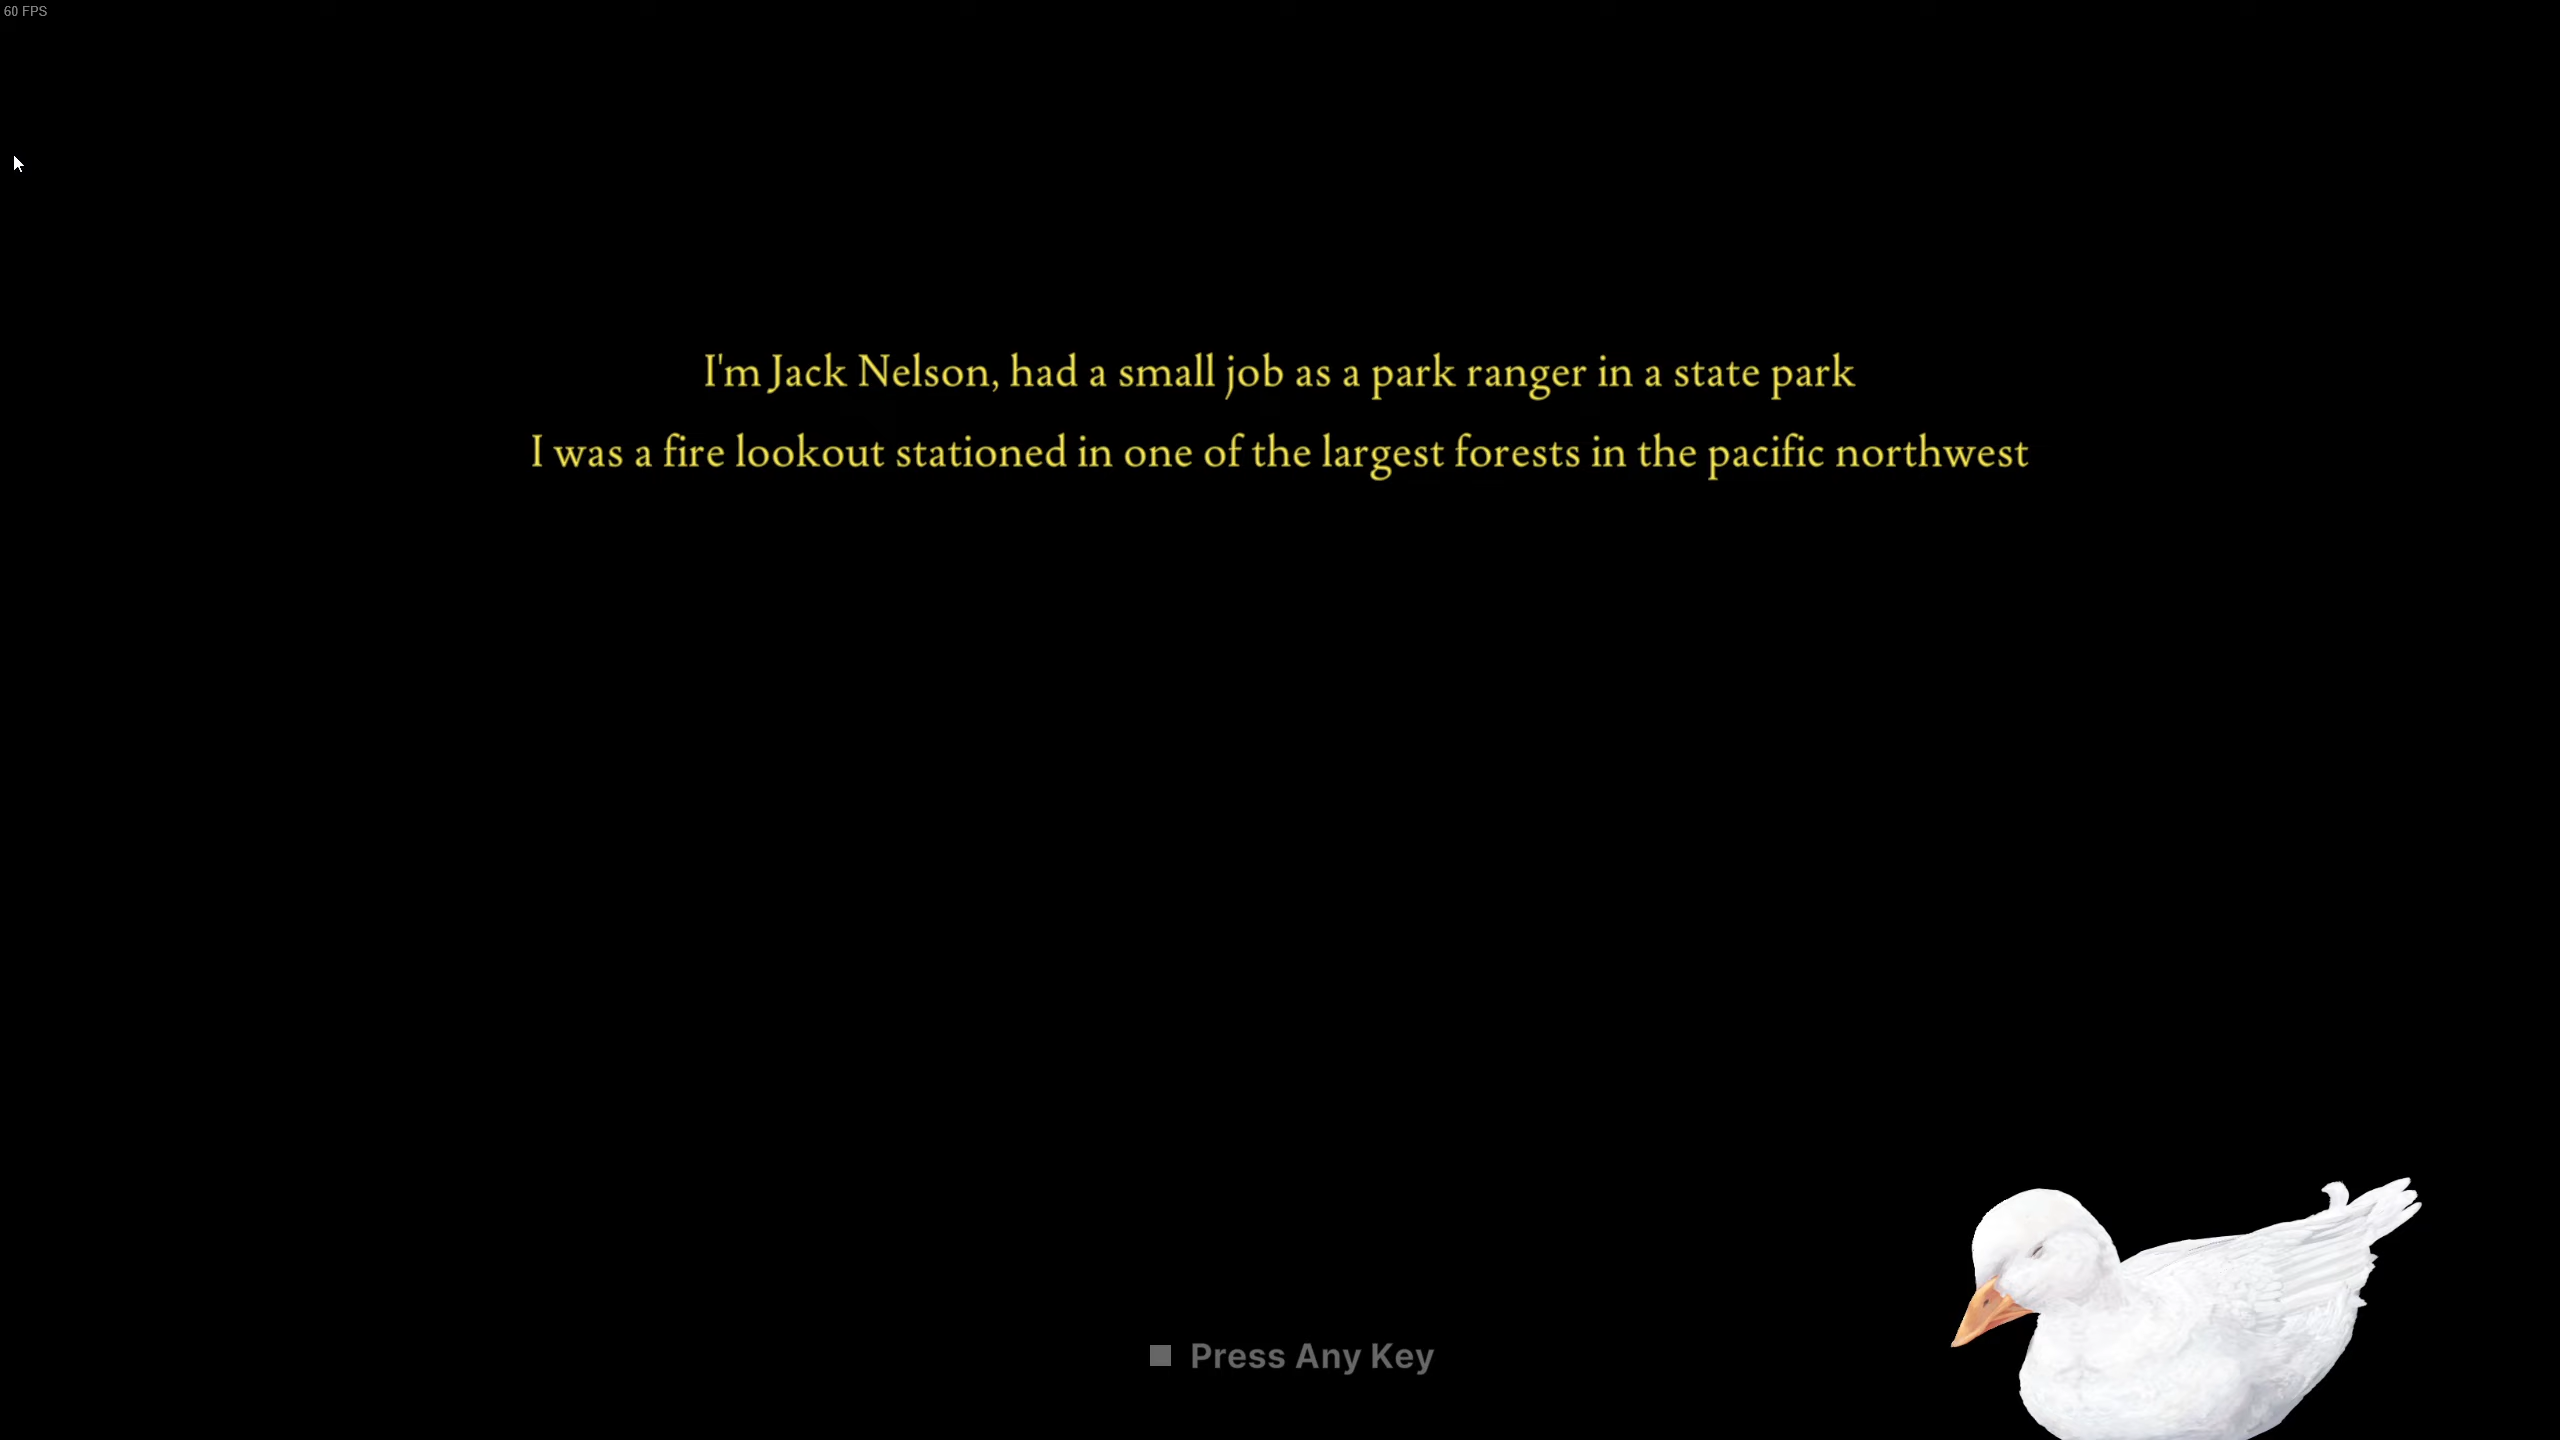 60 FPS
I'm Jack Nelson, had a small job as a park ranger in a state park
I was a fire lookout stationed in one of the largest forests in the pacific northwest
Press Any Key